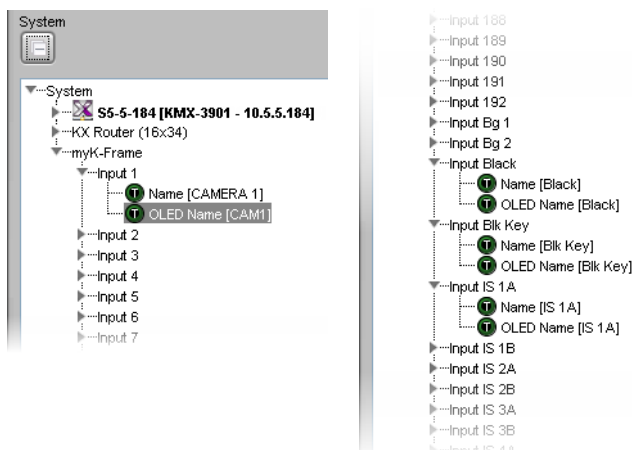 System
System
S5-5-184 [KMX-3901 - 10.5.5.184]
KX Router (16x34)
myK-Frame
Input 1
Name [CAMERA 1]
OLED Name [CAM1]
Input 2
Input 3
Input 4
Input 5
Input 6
Input 7
Input 188
Input 189
Input 190
Input 191
Input 192
Input Bg 1
Input Bg 2
Input Black
Name [Black]
OLED Name [Black]
Input Blk Key
Name [Blk Key]
OLED Name [Blk Key]
Input IS 1A
Name [IS 1A]
OLED Name [IS 1A]
Input IS 1B
Input IS 2A
Input IS 2B
Input IS 3A
Input IS 3B